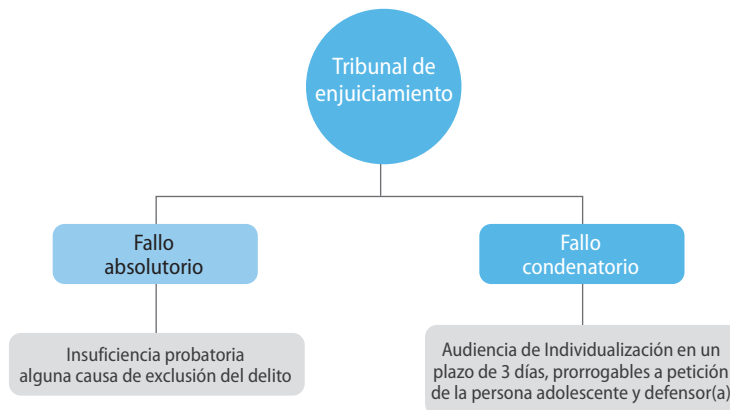 Tribunal de
enjuiciamiento
Fallo
absolutorio
Fallo
condenatorio
Insuficiencia probatoria
alguna causa de exclusión del delito
Audiencia de Individualización en un
plazo de 3 días, prorrogables a petición
de la persona adolescente y defensor(a)